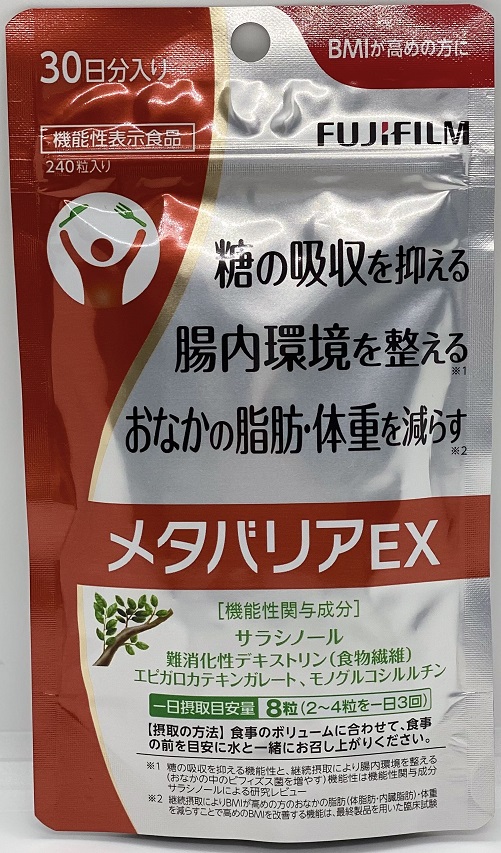 30日分入り
BMIが高めの方に
機能性表示食品
FUJIFILM
240粒入り
糖の吸収を抑える
腸内環境を整える
※1
おなかの脂肪・体重を減らす
※2
メタバリアEX
[機能性関与成分]
サラシノール
難消化性デキストリン(食物繊維)
エピガロカテキンガレート、モノグルコシルルチン
一日摂取目安量 8粒(2~4粒を一日3回)
【摂取の方法】食事のボリュームに合わせて、食事
の前を目安に水と一緒にお召し上がりください。
※1 糖の吸収を抑える機能性と、継続摂取により腸内環境を整える
(おなかの中のビフィズス菌を増やす)機能性は機能性関与成分
サラシノールによる研究レビュー
※2 継続摂取によりBMIが高めの方のおなかの脂肪(体脂肪・内臓脂肪)・体重
を減らすことで高めのBMIを改善する機能は、最終製品を用いた臨床試験